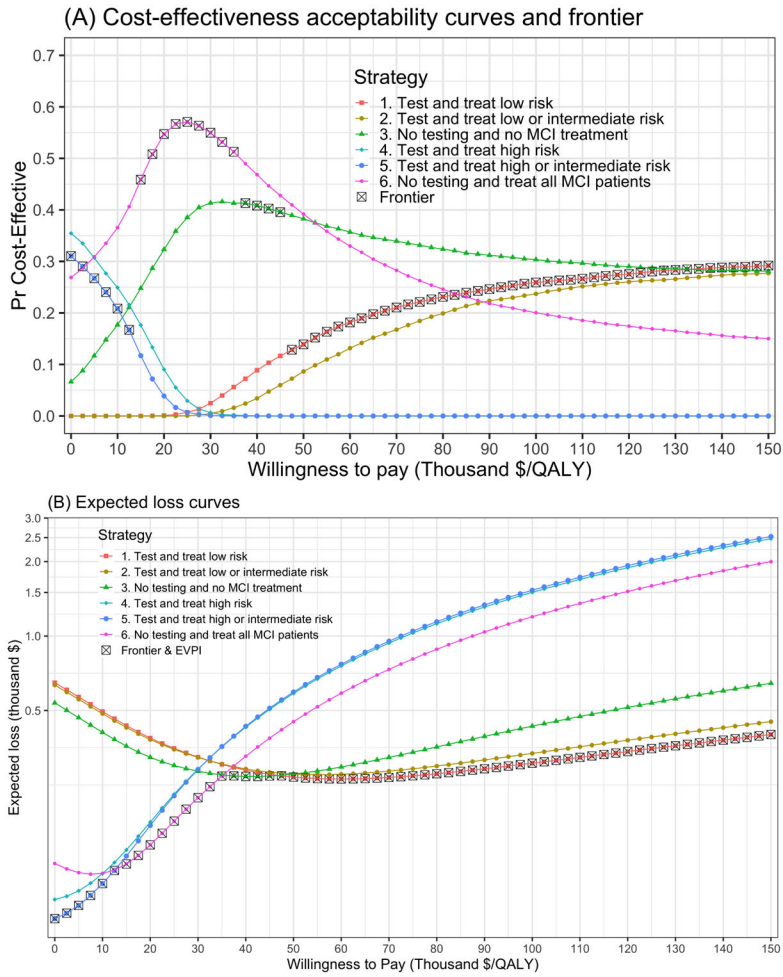 (A) Cost-effectiveness acceptability curves and frontier
0.7
0.6
0.5
0.4
0.3
0.2
0.1
0.0
Pr Cost-Effective
Strategy
1. Test and treat low risk
2. Test and treat low or intermediate risk
3. No testing and no MCI treatment
4. Test and treat high risk
5. Test and treat high or intermediate risk
6. No testing and treat all MCI patients
Frontier
0 10 20 30 40 50 60 70 80 90 100 110 120 130 140 150
Willingness to pay (Thousand $/QALY)
(B) Expected loss curves
3.0
2.5
2.0
1.5
1.0
0.5
Expected loss (thousand $)
Strategy
1. Test and treat low risk
2. Test and treat low or intermediate risk
3. No testing and no MCI treatment
4. Test and treat high risk
5. Test and treat high or intermediate risk
6. No testing and treat all MCI patients
Frontier & EVPI
0 10 20 30 40 50 60 70 80 90 100 110 120 130 140 150
Willingness to Pay (Thousand $/QALY)